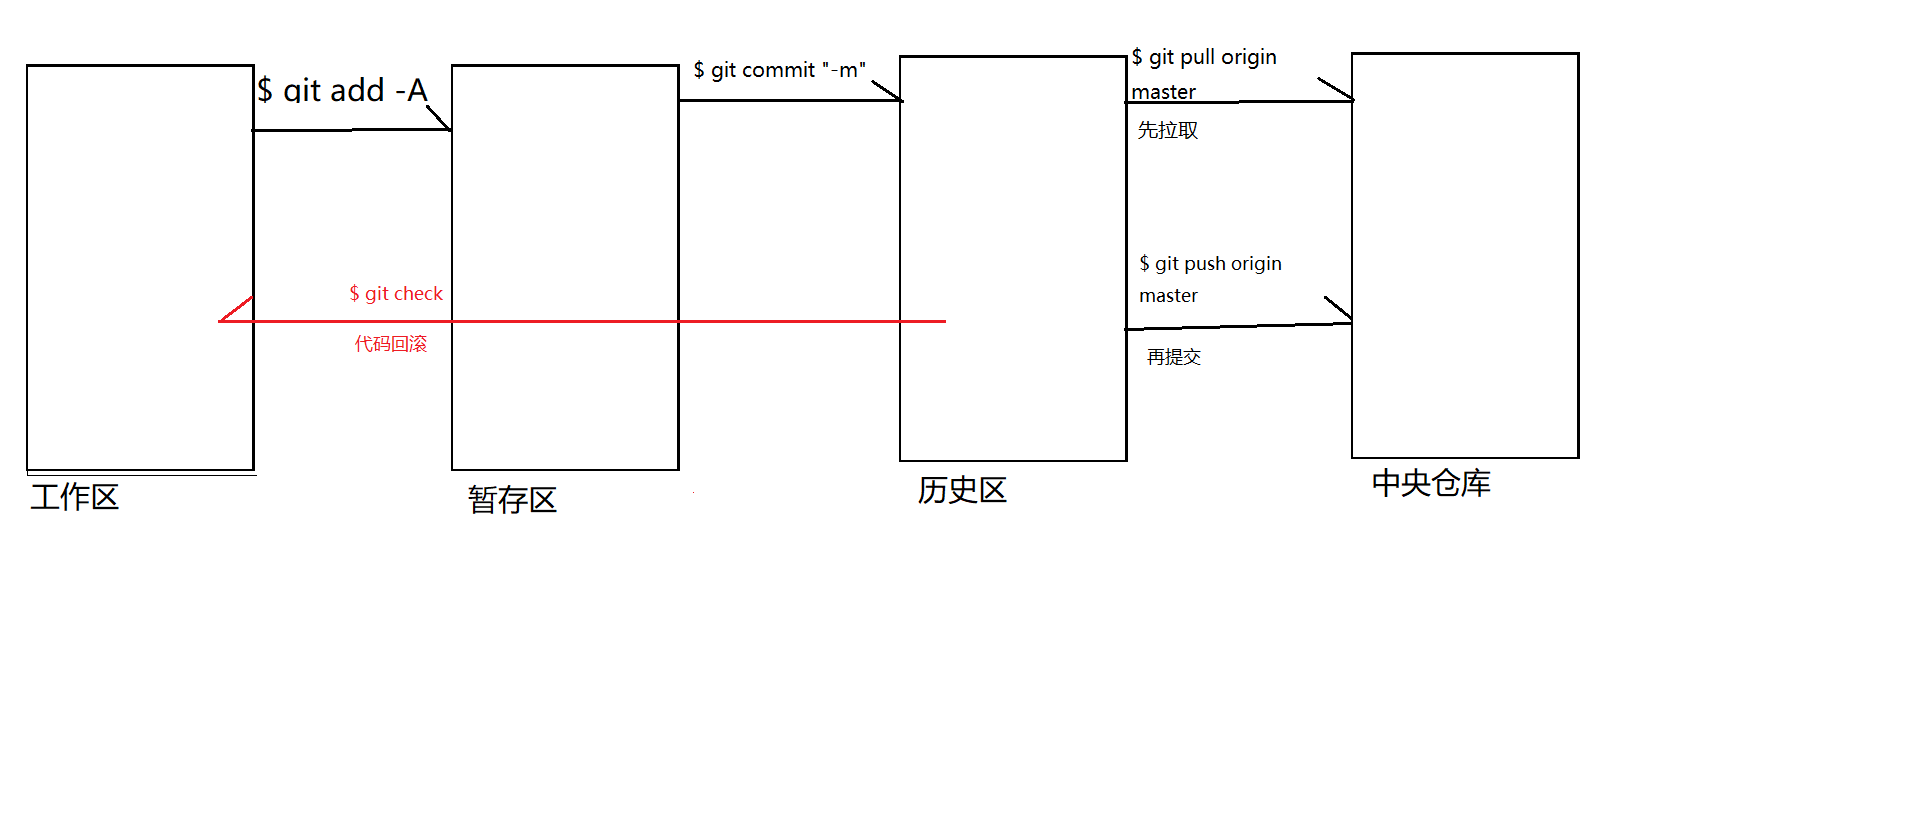 $ git add -A
$ git commit "-m"
$ git pull origin
master
先拉取
$ git check
代码回滚
$ git push origin
master
再提交
工作区
暂存区
历史区
中央仓库